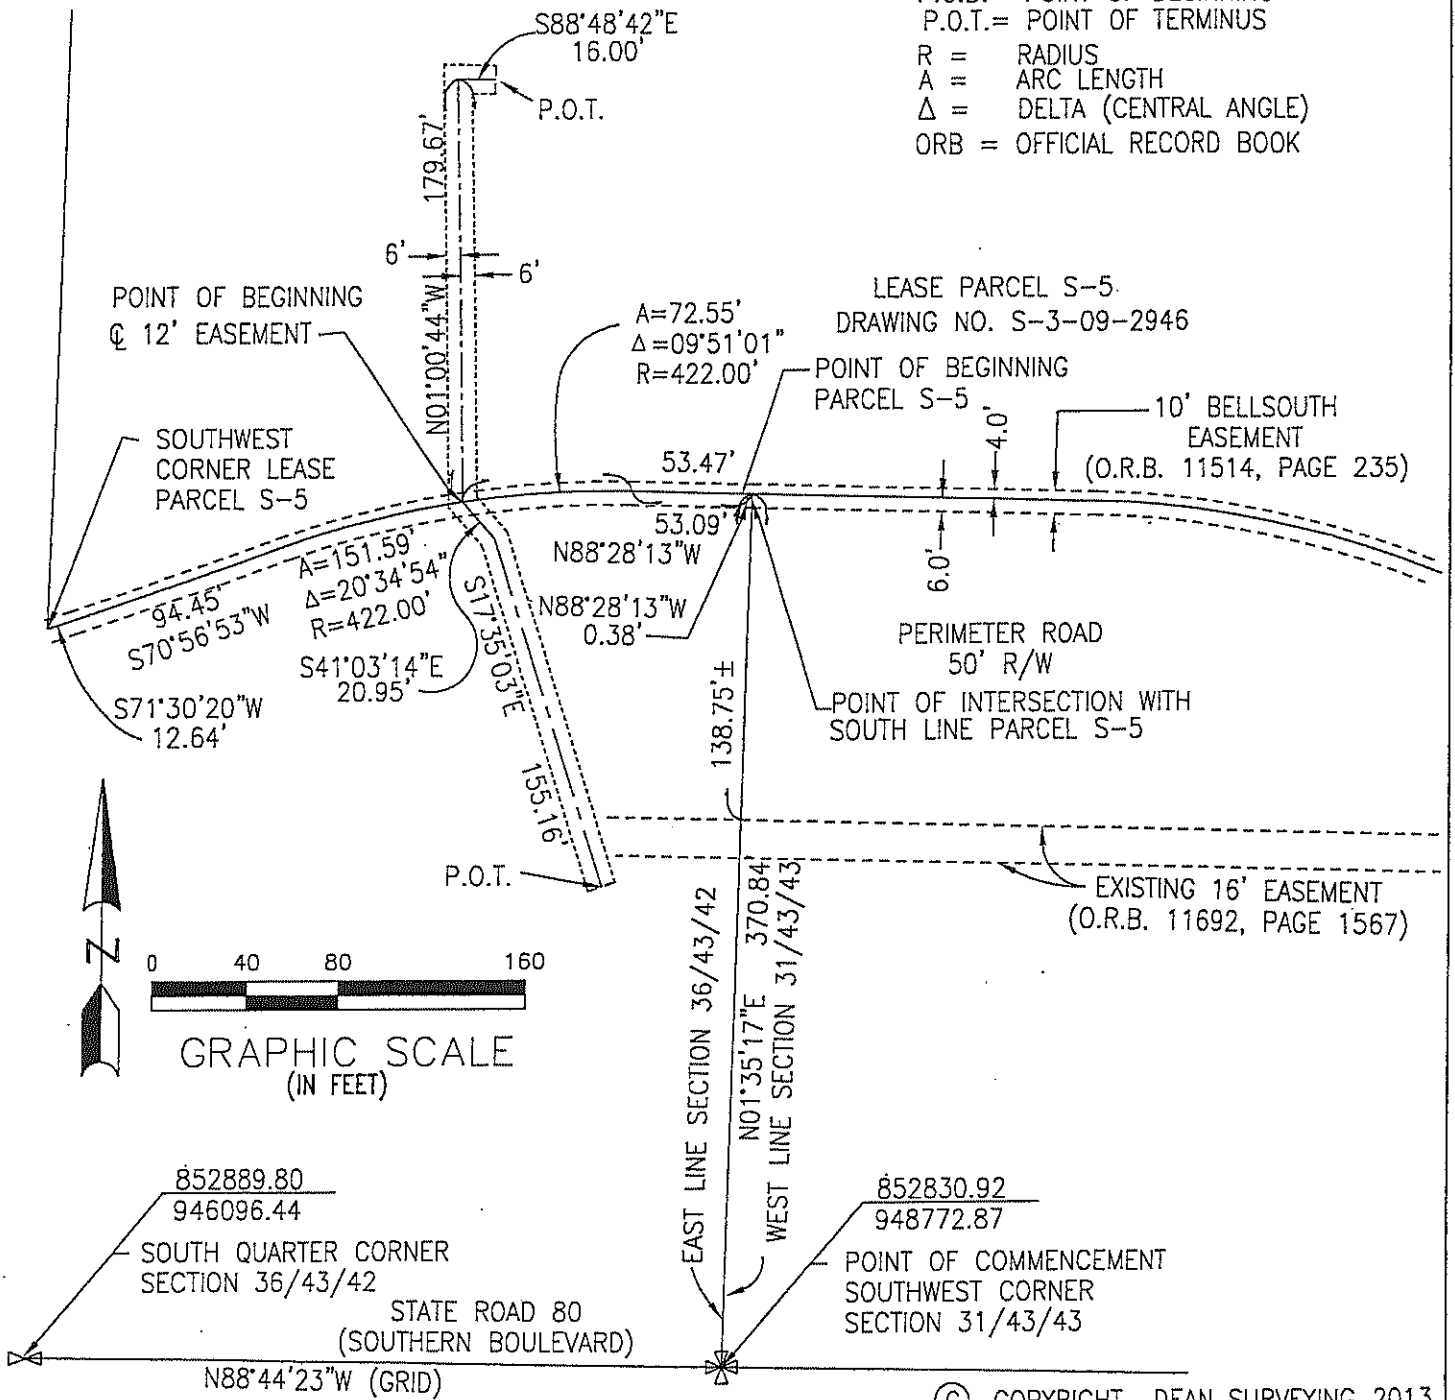 P.O.T.= POINT OF TERMINUS
R = RADIUS
A = ARC LENGTH
Δ = DELTA (CENTRAL ANGLE)
ORB = OFFICIAL RECORD BOOK
S88°48'42"E
16.00'
P.O.T.
179.67'
N01°00'44"W
6'
6'
POINT OF BEGINNING
℄ 12' EASEMENT
A=72.55'
Δ=09°51'01"
R=422.00'
LEASE PARCEL S-5
DRAWING NO. S-3-09-2946
POINT OF BEGINNING
PARCEL S-5
4.0'
10' BELLSOUTH
EASEMENT
(O.R.B. 11514, PAGE 235)
SOUTHWEST
CORNER LEASE
PARCEL S-5
53.47'
53.09'
N88°28'13"W
6.0'
A=151.59'
Δ=20°34'54"
R=422.00'
94.45'
S70°56'53"W
N88°28'13"W
0.38'
S17°35'03"E
155.16'
S41°03'14"E
20.95'
S71°30'20"W
12.64'
PERIMETER ROAD
50' R/W
POINT OF INTERSECTION WITH
SOUTH LINE PARCEL S-5
138.75'±
P.O.T.
EXISTING 16' EASEMENT
(O.R.B. 11692, PAGE 1567)
N
0 40 80 160
GRAPHIC SCALE
(IN FEET)
EAST LINE SECTION 36/43/42
N01°35'17"E 370.84
WEST LINE SECTION 31/43/43
852889.80
946096.44
SOUTH QUARTER CORNER
SECTION 36/43/42
STATE ROAD 80
(SOUTHERN BOULEVARD)
N88°44'23"W (GRID)
852830.92
948772.87
POINT OF COMMENCEMENT
SOUTHWEST CORNER
SECTION 31/43/43
© COPYRIGHT DEAN SURVEYING 2013